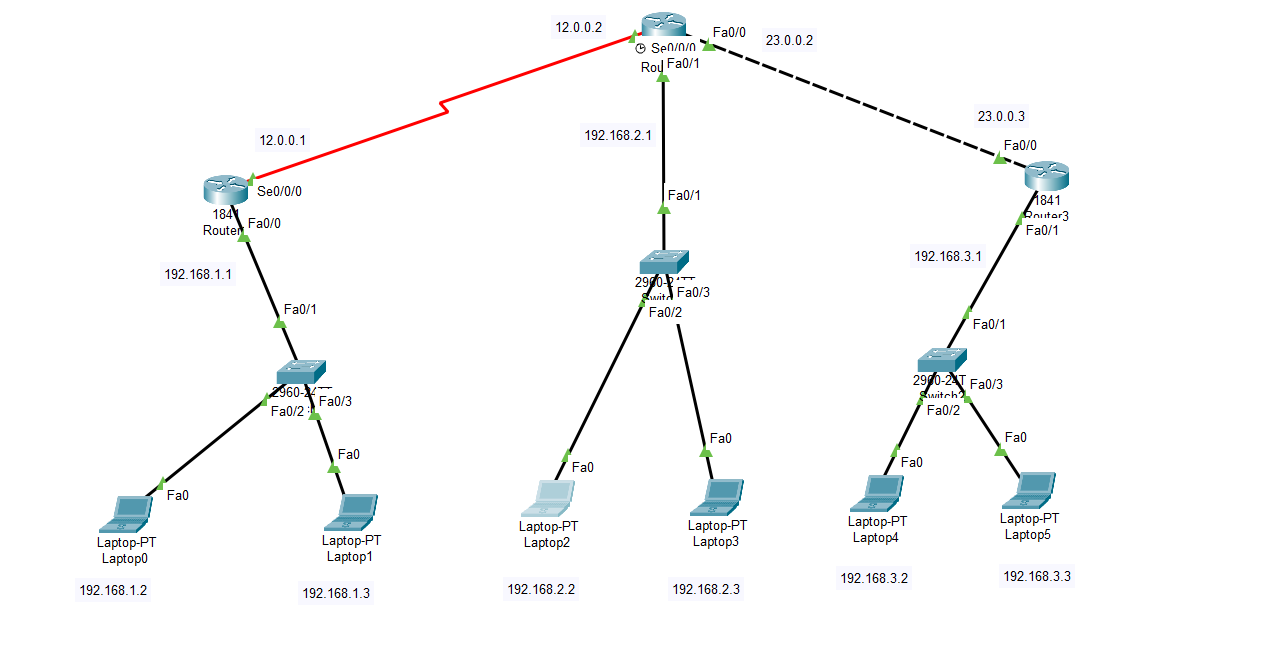 12.0.0.2
Fa0/0
23.0.0.2
Se0/0/0
Fa0/1
Rou
192.168.2.1
23.0.0.3
Fa0/0
12.0.0.1
Se0/0/0
1841
Router3
Fa0/1
184
Router
Fa0/0
192.168.1.1
Fa0/1
192.168.3.1
Fa0/1
Fa0/3
Fa0/2
Fa0/1
Fa0/1
2960-24TT
Fa0/2
Fa0/3
Fa0/3
Fa0/2
Switch2
Fa0
Fa0
Fa0
Fa0
Fa0
Fa0
Laptop-PT
Laptop0
Laptop-PT
Laptop1
Laptop-PT
Laptop2
Laptop-PT
Laptop3
Laptop-PT
Laptop4
Laptop-PT
Laptop5
192.168.1.2
192.168.1.3
192.168.2.2
192.168.2.3
192.168.3.2
192.168.3.3